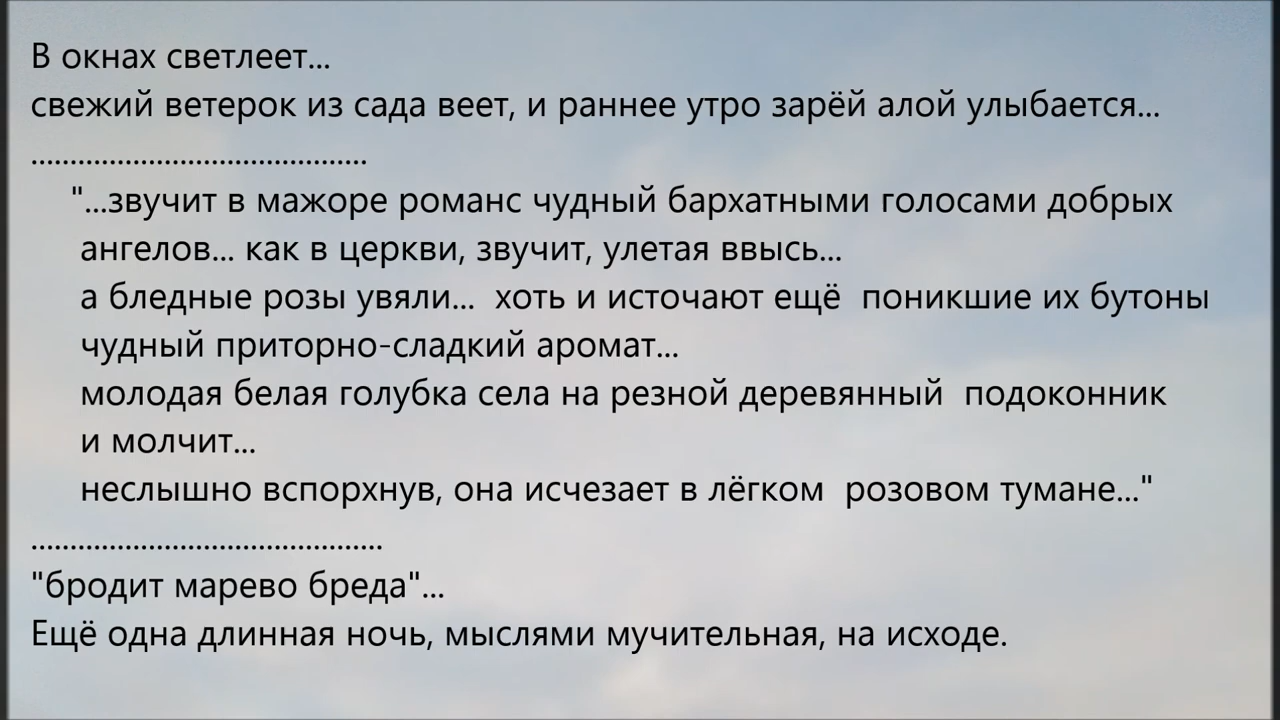 В окнах светлеет...
свежий ветерок из сада веет, и раннее утро зарёй алой улыбается...
...........................................
"...звучит в мажоре романс чудный бархатными голосами добрых
ангелов... как в церкви, звучит, улетая ввысь...
а бледные розы увяли... хоть и источают ещё поникшие их бутоны
чудный приторно-сладкий аромат...
молодая белая голубка села на резной деревянный подоконник
и молчит...
неслышно вспорхнув, она исчезает в лёгком розовом тумане..."
.............................................
"бродит марево бреда"...
Ещё одна длинная ночь, мыслями мучительная, на исходе.